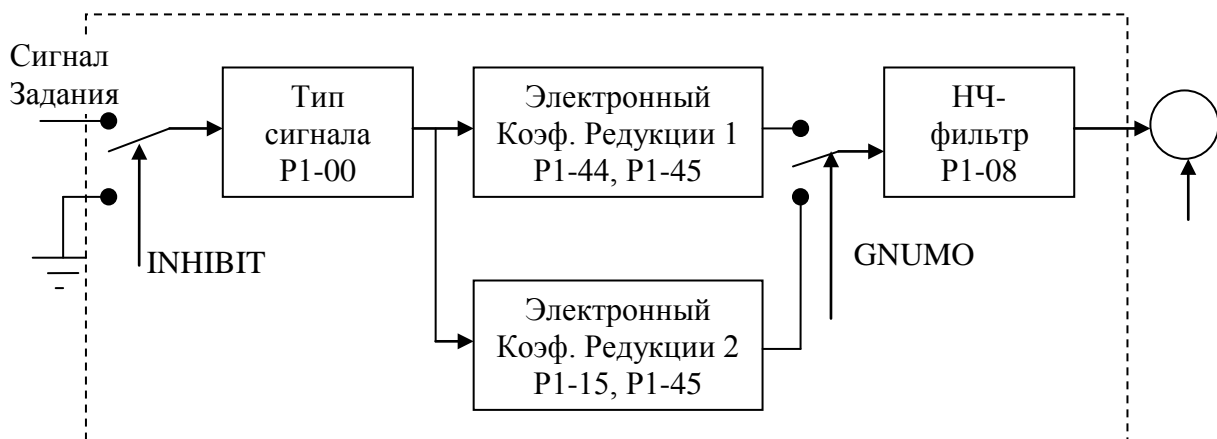 Сигнал
Задания
Тип
сигнала
P1-00
Электронный
Коэф. Редукции 1
P1-44, P1-45
НЧ-
фильтр
P1-08
INHIBIT
GNUMO
Электронный
Коэф. Редукции 2
P1-15, P1-45